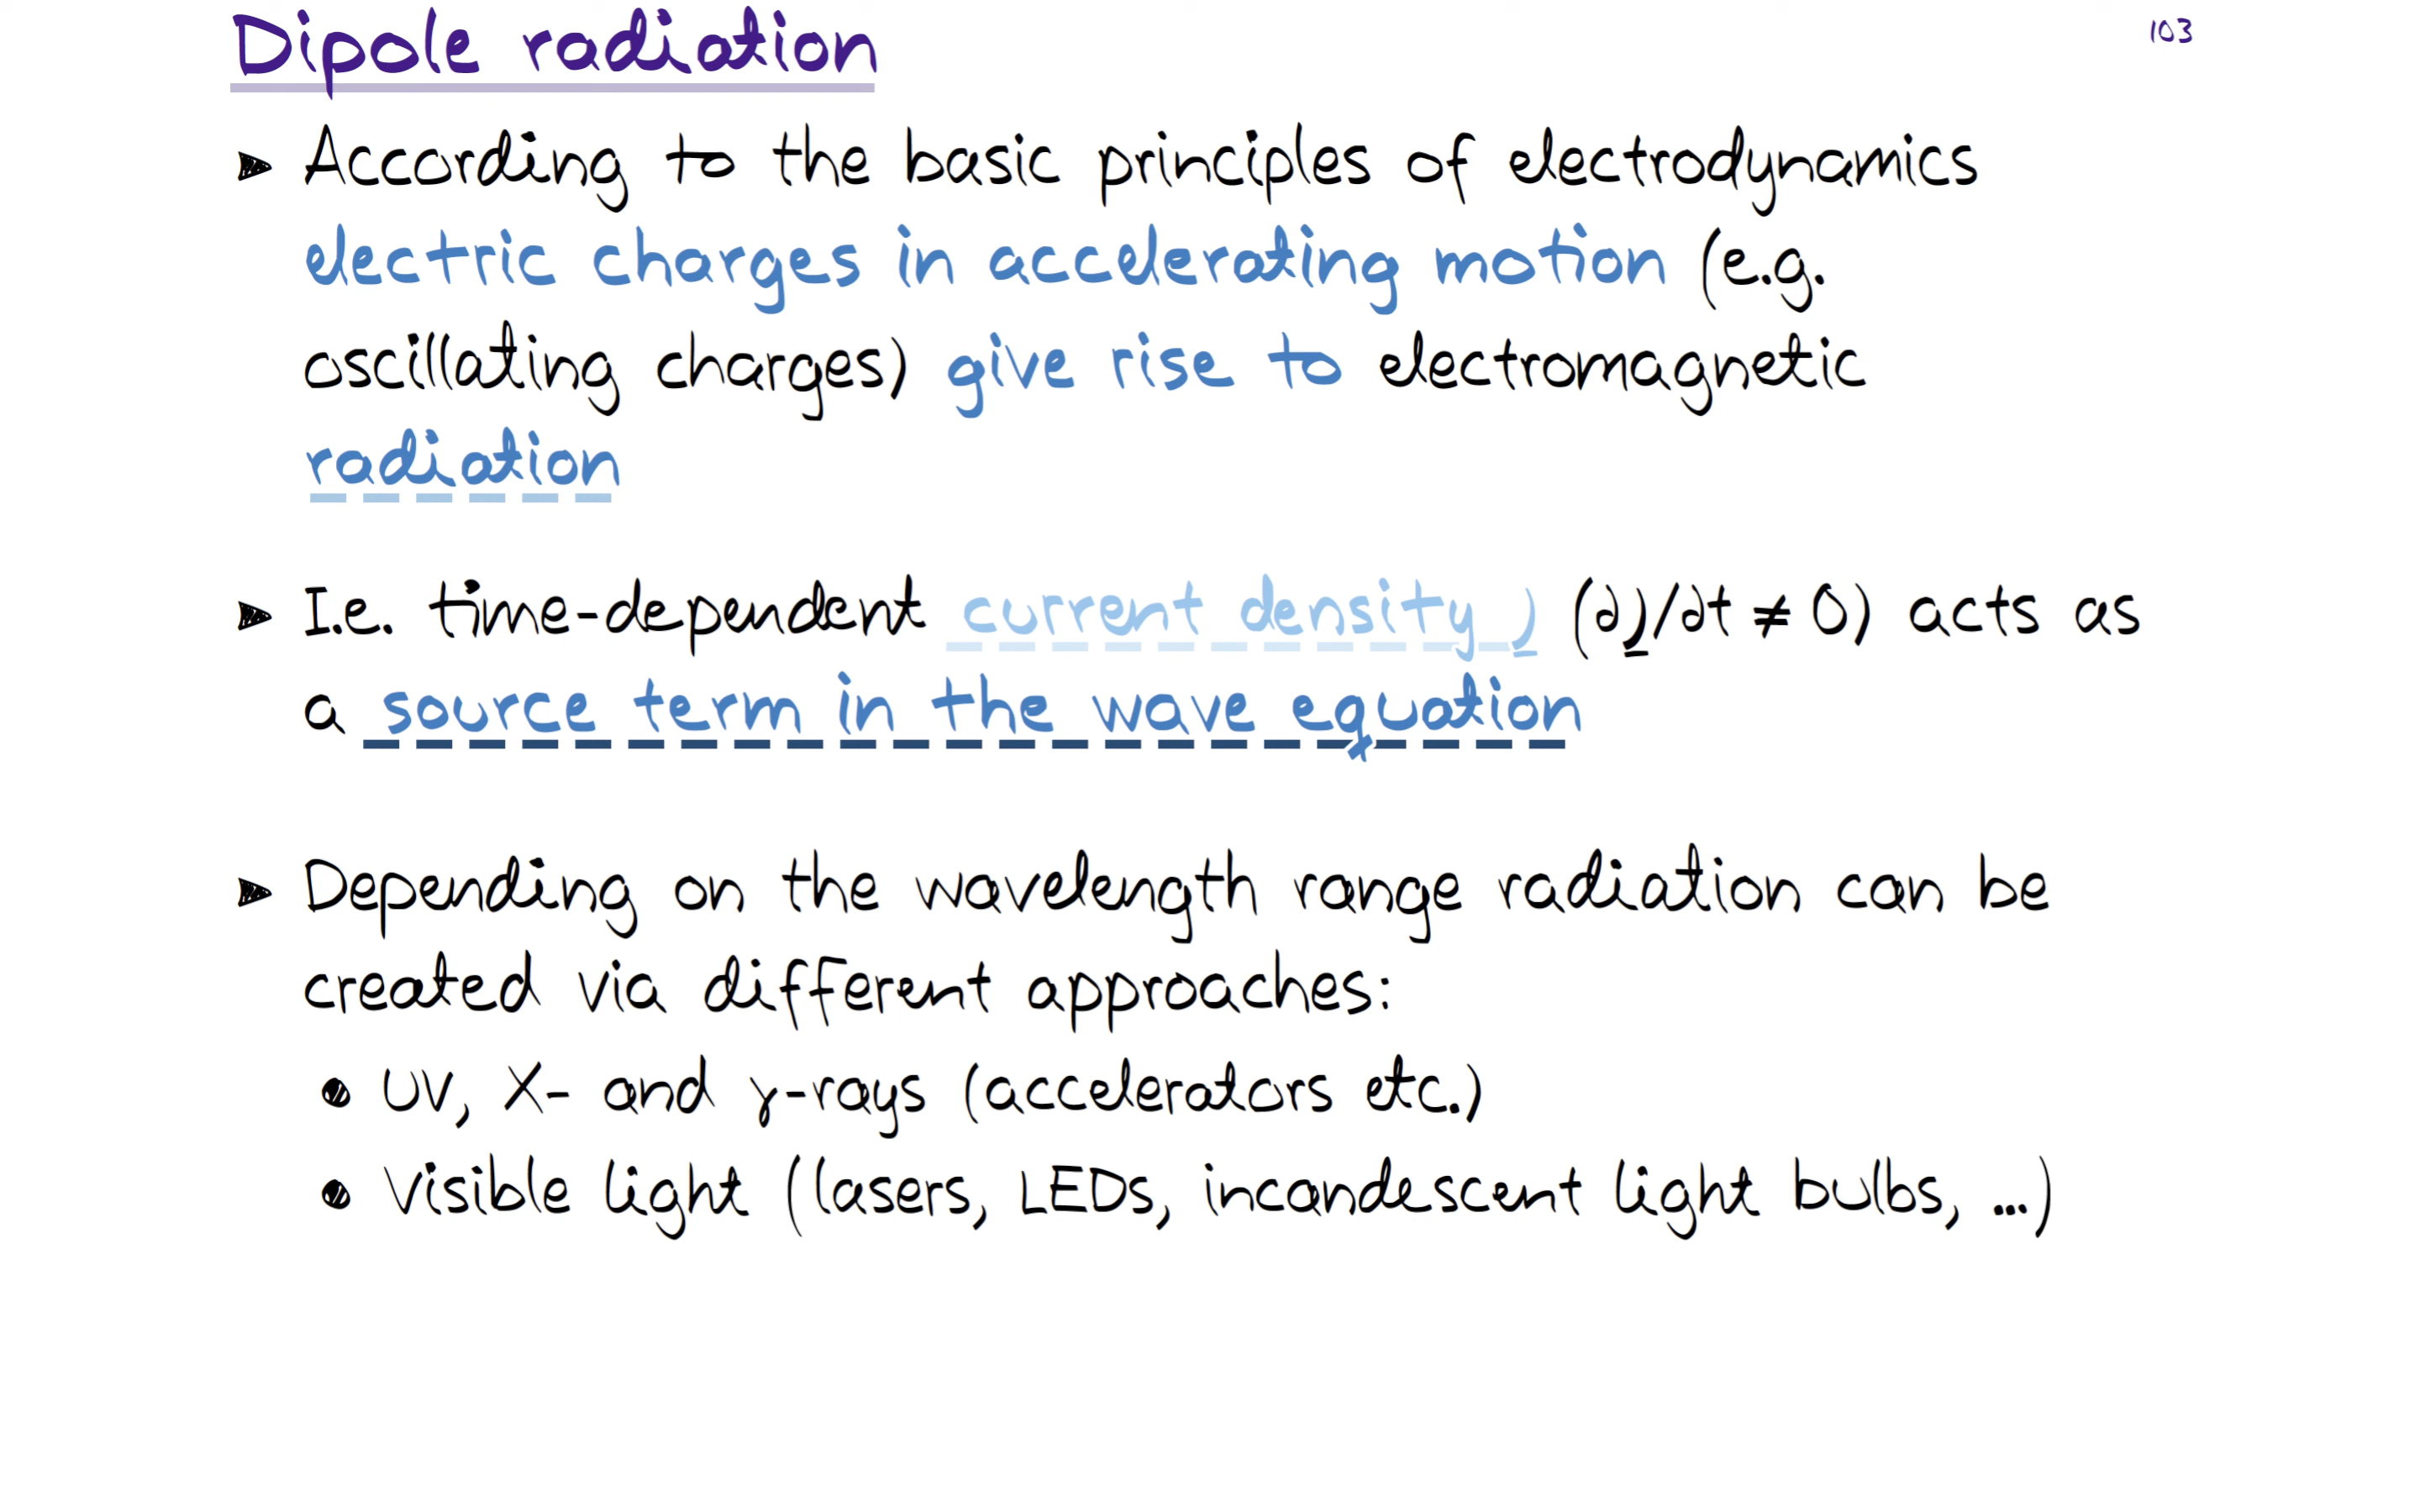 Dipole radiation
103
▸ According to the basic principles of electrodynamics
electric charges in accelerating motion (e.g.
oscillating charges) give rise to electromagnetic
radiation
▸ I.e. time-dependent current density j (∂j/∂t ≠ 0) acts as
a source term in the wave equation
▸ Depending on the wavelength range radiation can be
created via different approaches:
• UV, X- and γ-rays (accelerators etc.)
• Visible light (lasers, LEDs, incandescent light bulbs, ...)